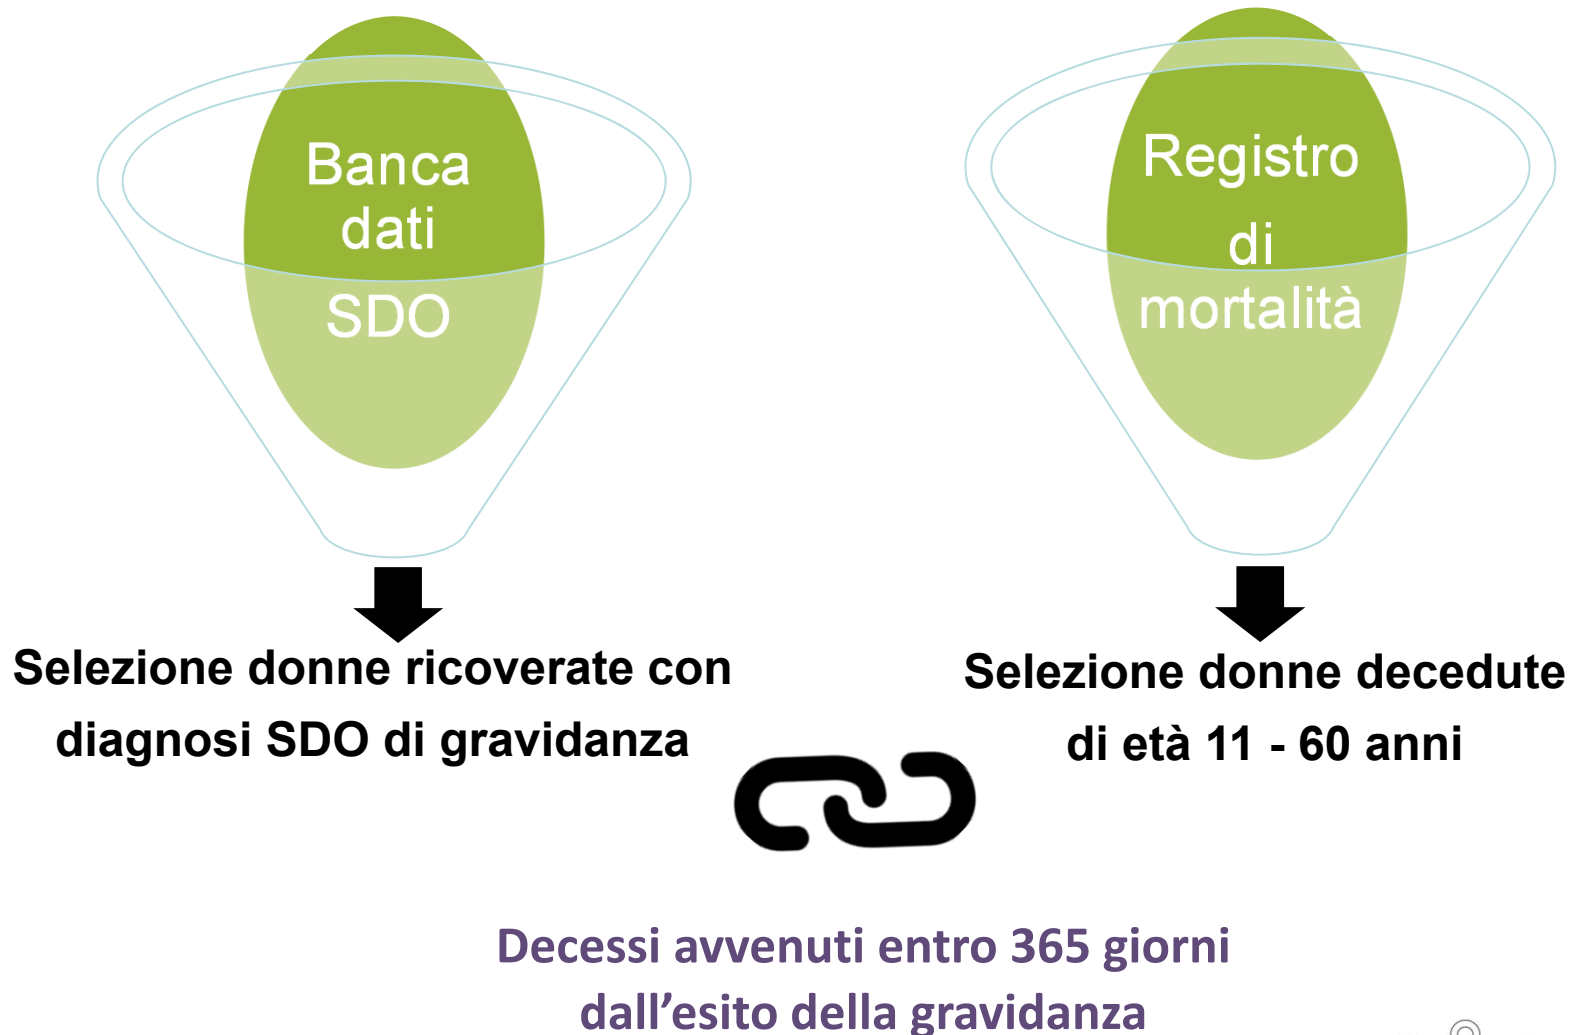 Banca
dati
SDO
Registro
di
mortalità
Selezione donne ricoverate con
diagnosi SDO di gravidanza
Selezione donne decedute
di età 11 - 60 anni
Decessi avvenuti entro 365 giorni
dall’esito della gravidanza